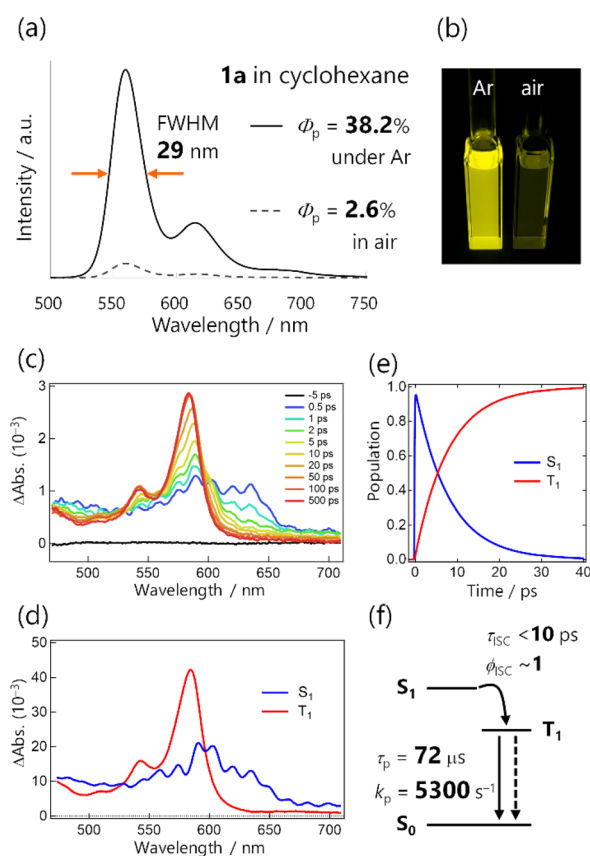 (a)
1a in cyclohexane
FWHM
29 nm
Φp = 38.2%
under Ar
Φp = 2.6%
in air
Intensity / a.u.
500 550 600 650 700 750
Wavelength / nm
(b)
Ar air
(c)
3
2
1
0
ΔAbs. (10⁻³)
-5 ps
0.5 ps
1 ps
2 ps
5 ps
10 ps
20 ps
50 ps
100 ps
500 ps
500 550 600 650 700
Wavelength / nm
(e)
1.0
0.8
0.6
0.4
0.2
0.0
Population
S₁
T₁
0 10 20 30 40
Time / ps
(d)
50
40
30
20
10
0
ΔAbs. (10⁻³)
S₁
T₁
500 550 600 650 700
Wavelength / nm
(f)
τISC <10 ps
ϕISC ~1
S₁
T₁
τp = 72 μs
kp = 5300 s⁻¹
S₀